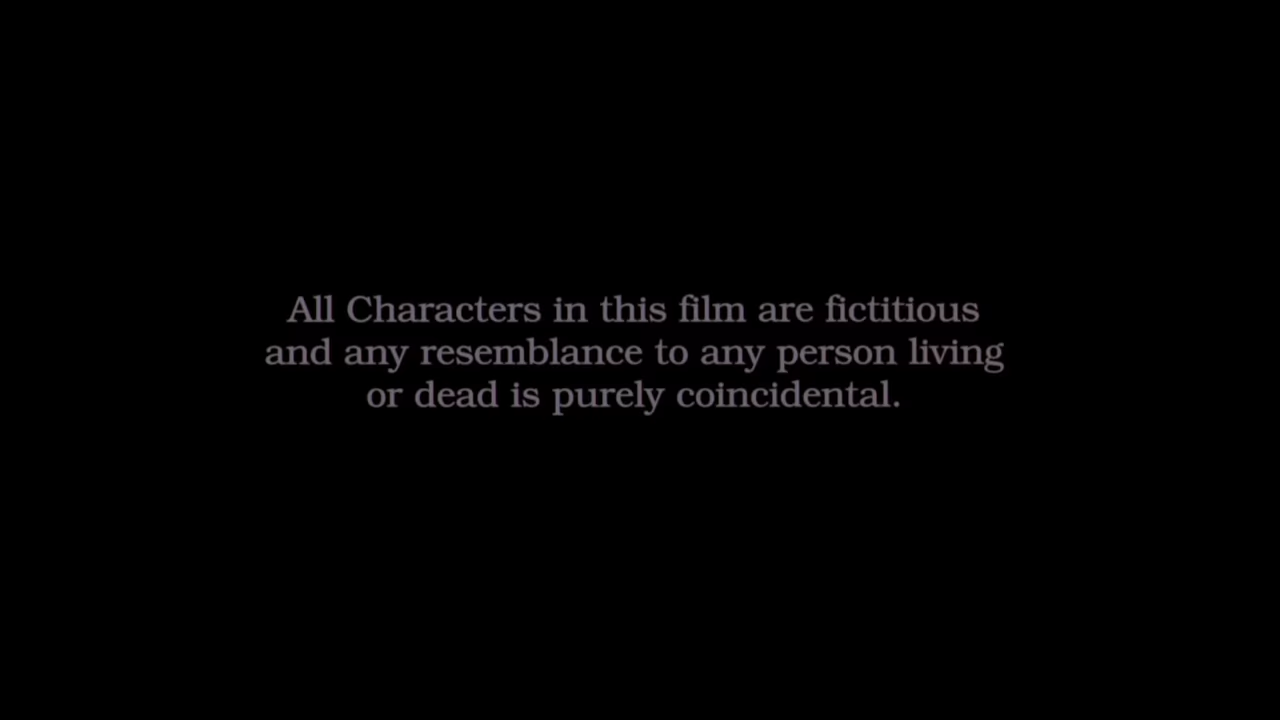 All Characters in this film are fictitious
and any resemblance to any person living
or dead is purely coincidental.